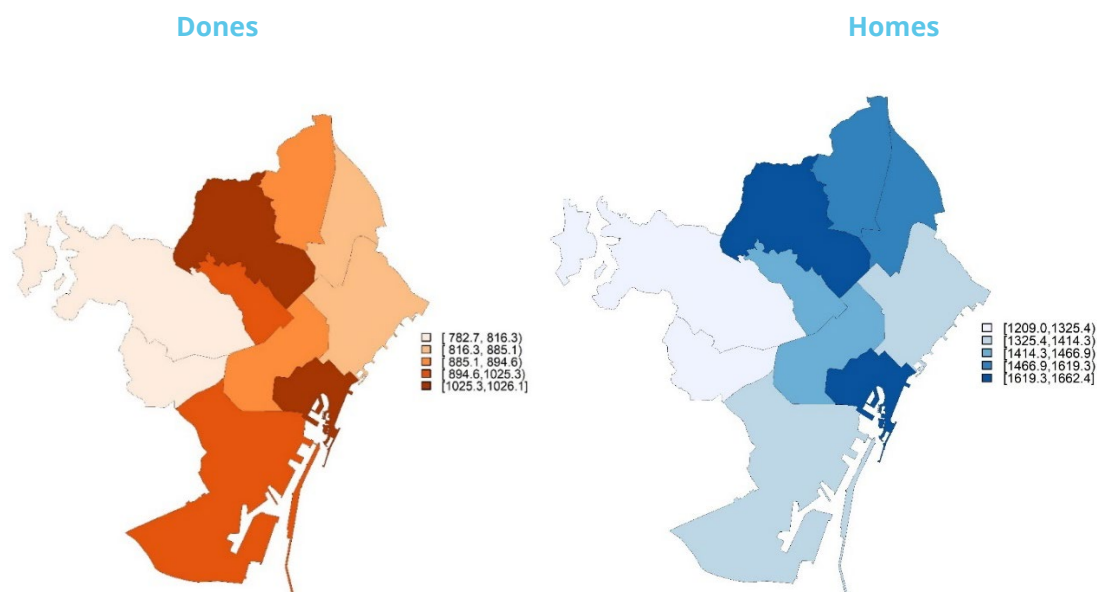 Dones
Homes
[ 782.7, 816.3)
[ 816.3, 885.1)
[ 885.1, 894.6)
[ 894.6,1025.3)
[1025.3,1026.1]
[1209.0,1325.4)
[1325.4,1414.3)
[1414.3,1466.9)
[1466.9,1619.3)
[1619.3,1662.4]